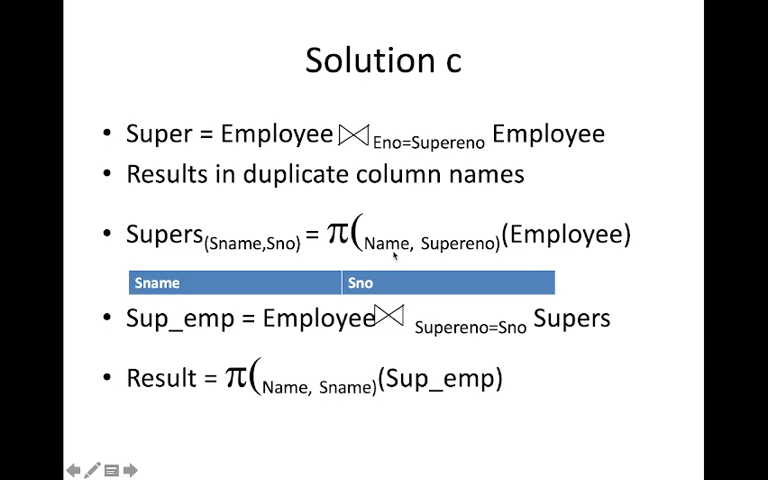 Solution c
• Super = Employee ⋈ Eno=Supereno Employee
• Results in duplicate column names
• Supers(Sname,Sno) = π(Name, Supereno)(Employee)
Sname Sno
• Sup_emp = Employee ⋈ Supereno=Sno Supers
• Result = π(Name, Sname)(Sup_emp)